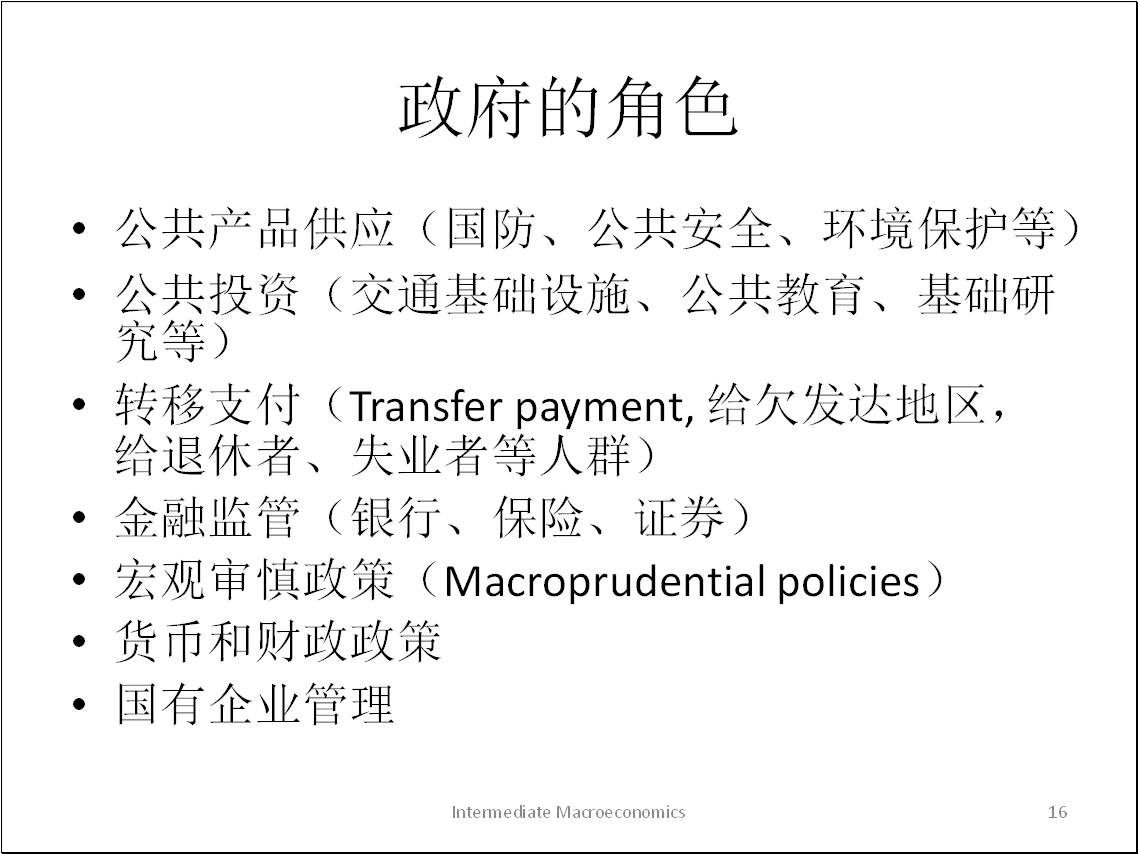 政府的角色
• 公共产品供应（国防、公共安全、环境保护等）
• 公共投资（交通基础设施、公共教育、基础研
究等）
• 转移支付（Transfer payment, 给欠发达地区，
给退休者、失业者等人群）
• 金融监管（银行、保险、证券）
• 宏观审慎政策（Macroprudential policies）
• 货币和财政政策
• 国有企业管理
Intermediate Macroeconomics 16